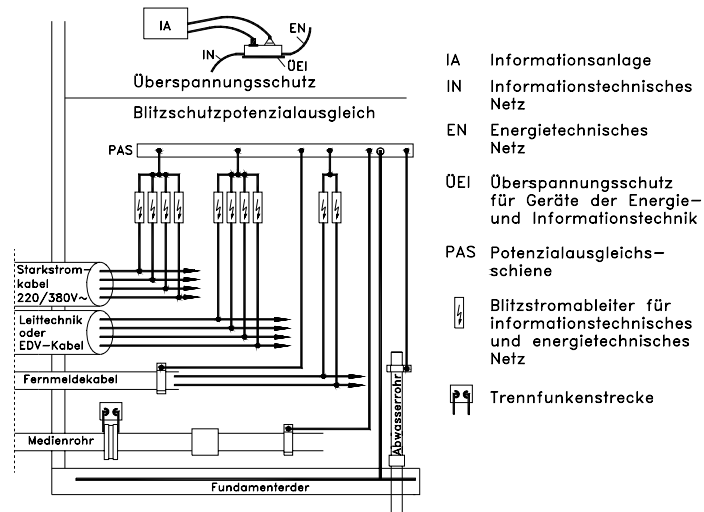 IA
EN
IN
ÜEI
Überspannungsschutz
Blitzschutzpotenzialausgleich
PAS
Starkstrom-
kabel
220/380V~
Leittechnik
oder
EDV-Kabel
Fernmeldekabel
Medienrohr
Abwasserrohr
Fundamenterder
IA Informationsanlage
IN Informationstechnisches
Netz
EN Energietechnisches
Netz
ÜEI Überspannungsschutz
für Geräte der Energie-
und Informationstechnik
PAS Potenzialausgleichs-
schiene
Blitzstromableiter für
informationstechnisches
und energietechnisches
Netz
Trennfunkenstrecke